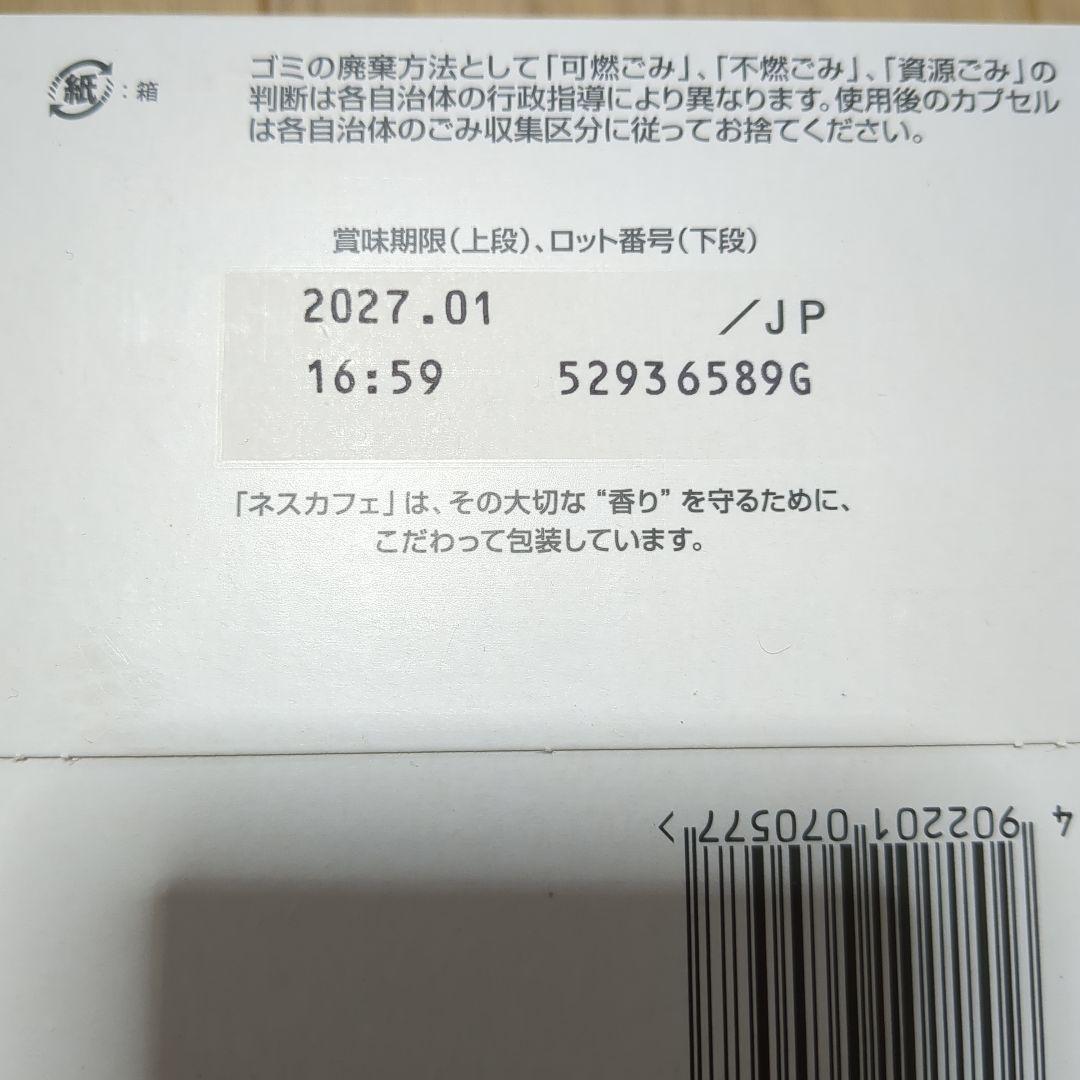 紙：箱
ゴミの廃棄方法として「可燃ごみ」、「不燃ごみ」、「資源ごみ」の
判断は各自治体の行政指導により異なります。使用後のカプセル
は各自治体のごみ収集区分に従ってお捨てください。
賞味期限（上段）、ロット番号（下段）
2027.01 ／JP
16:59 52936589G
「ネスカフェ」は、その大切な“香り”を守るために、
こだわって包装しています。
4 902201 070577 >